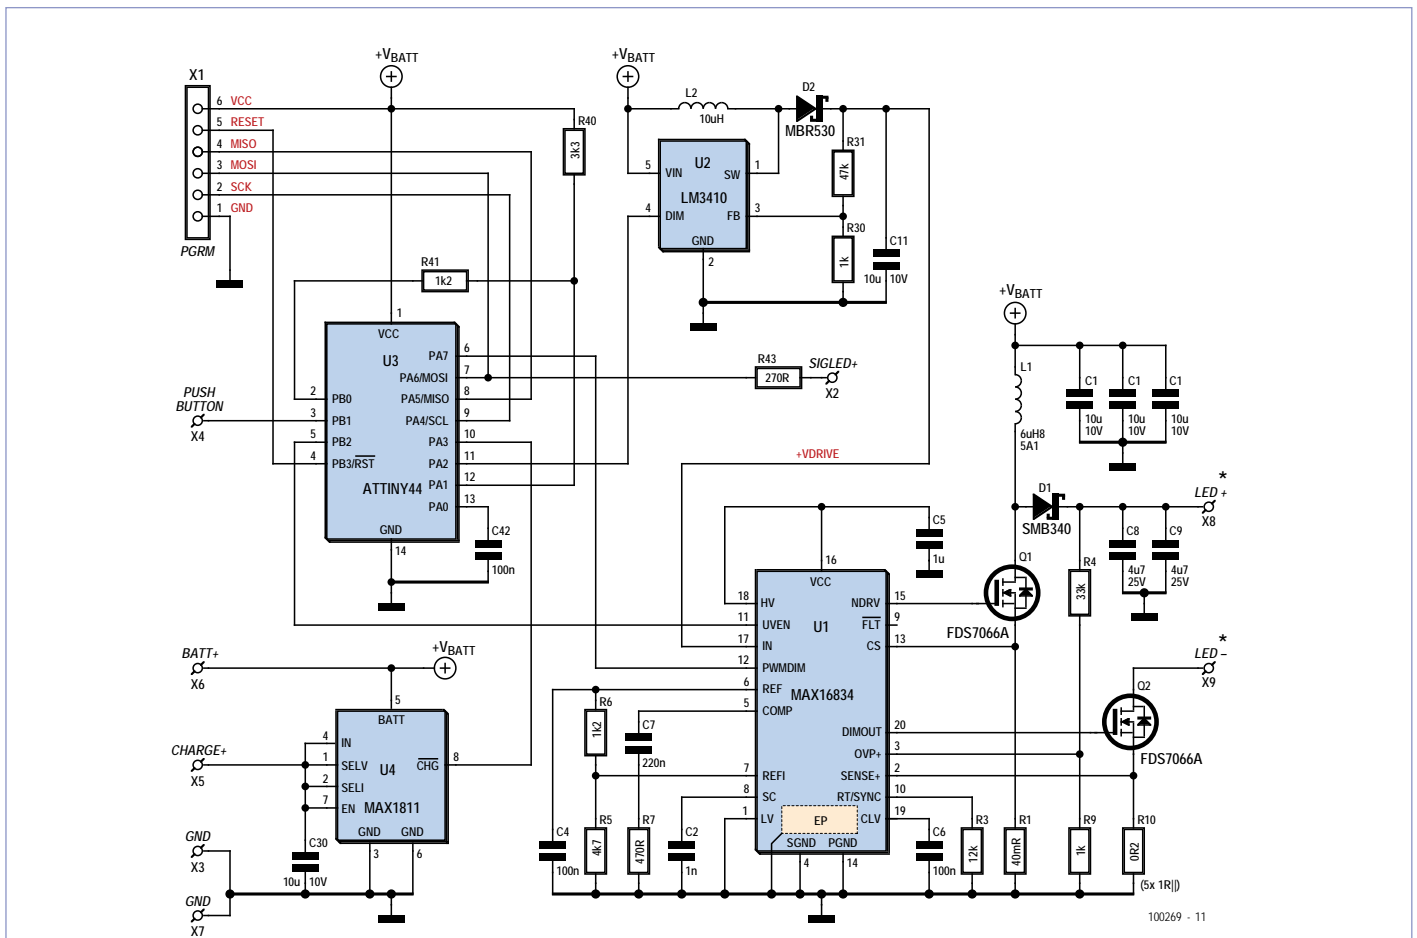 X1
6 VCC
5 RESET
4 MISO
3 MOSI
2 SCK
1 GND
PGRM
+VBATT
R40
3k3
R41
1k2
1
VCC
U3
ATTINY44
2 PB0
3 PB1
5 PB2
4 PB3/RST
PA7 6
PA6/MOSI 7
PA5/MISO 8
PA4/SCL 9
PA3 10
PA2 11
PA1 12
PA0 13
GND
14
C42
100n
PUSH
BUTTON
X4
+VBATT
L2
10uH
D2
MBR530
U2
LM3410
5 VIN
4 DIM
SW 1
FB 3
GND
2
R31
47k
R30
1k
C11
10u 10V
R43
270R
SIGLED+
X2
+VDRIVE
+VBATT
L1
6uH8
5A1
C1
10u
10V
C1
10u
10V
C1
10u
10V
D1
SMB340
*
LED +
X8
C8
4u7
25V
C9
4u7
25V
R4
33k
Q1
FDS7066A
*
LED –
X9
Q2
FDS7066A
C5
1u
16
VCC
U1
MAX16834
18 HV
11 UVEN
17 IN
12 PWMDIM
6 REF
5 COMP
7 REFI
8 SC
1 LV
NDRV 15
FLT 9
CS 13
DIMOUT 20
OVP+ 3
SENSE+ 2
RT/SYNC 10
CLV 19
EP
SGND PGND
4 14
R6
1k2
C7
220n
C4
100n
R5
4k7
R7
470R
C2
1n
C6
100n
R3
12k
R1
40mR
R9
1k
R10
0R2
(5x 1R||)
BATT+
X6
+VBATT
5
BATT
U4
MAX1811
4 IN
1 SELV
2 SELI
7 EN
CHG 8
GND GND
3 6
CHARGE+
X5
C30
10u 10V
GND
X3
GND
X7
100269 - 11